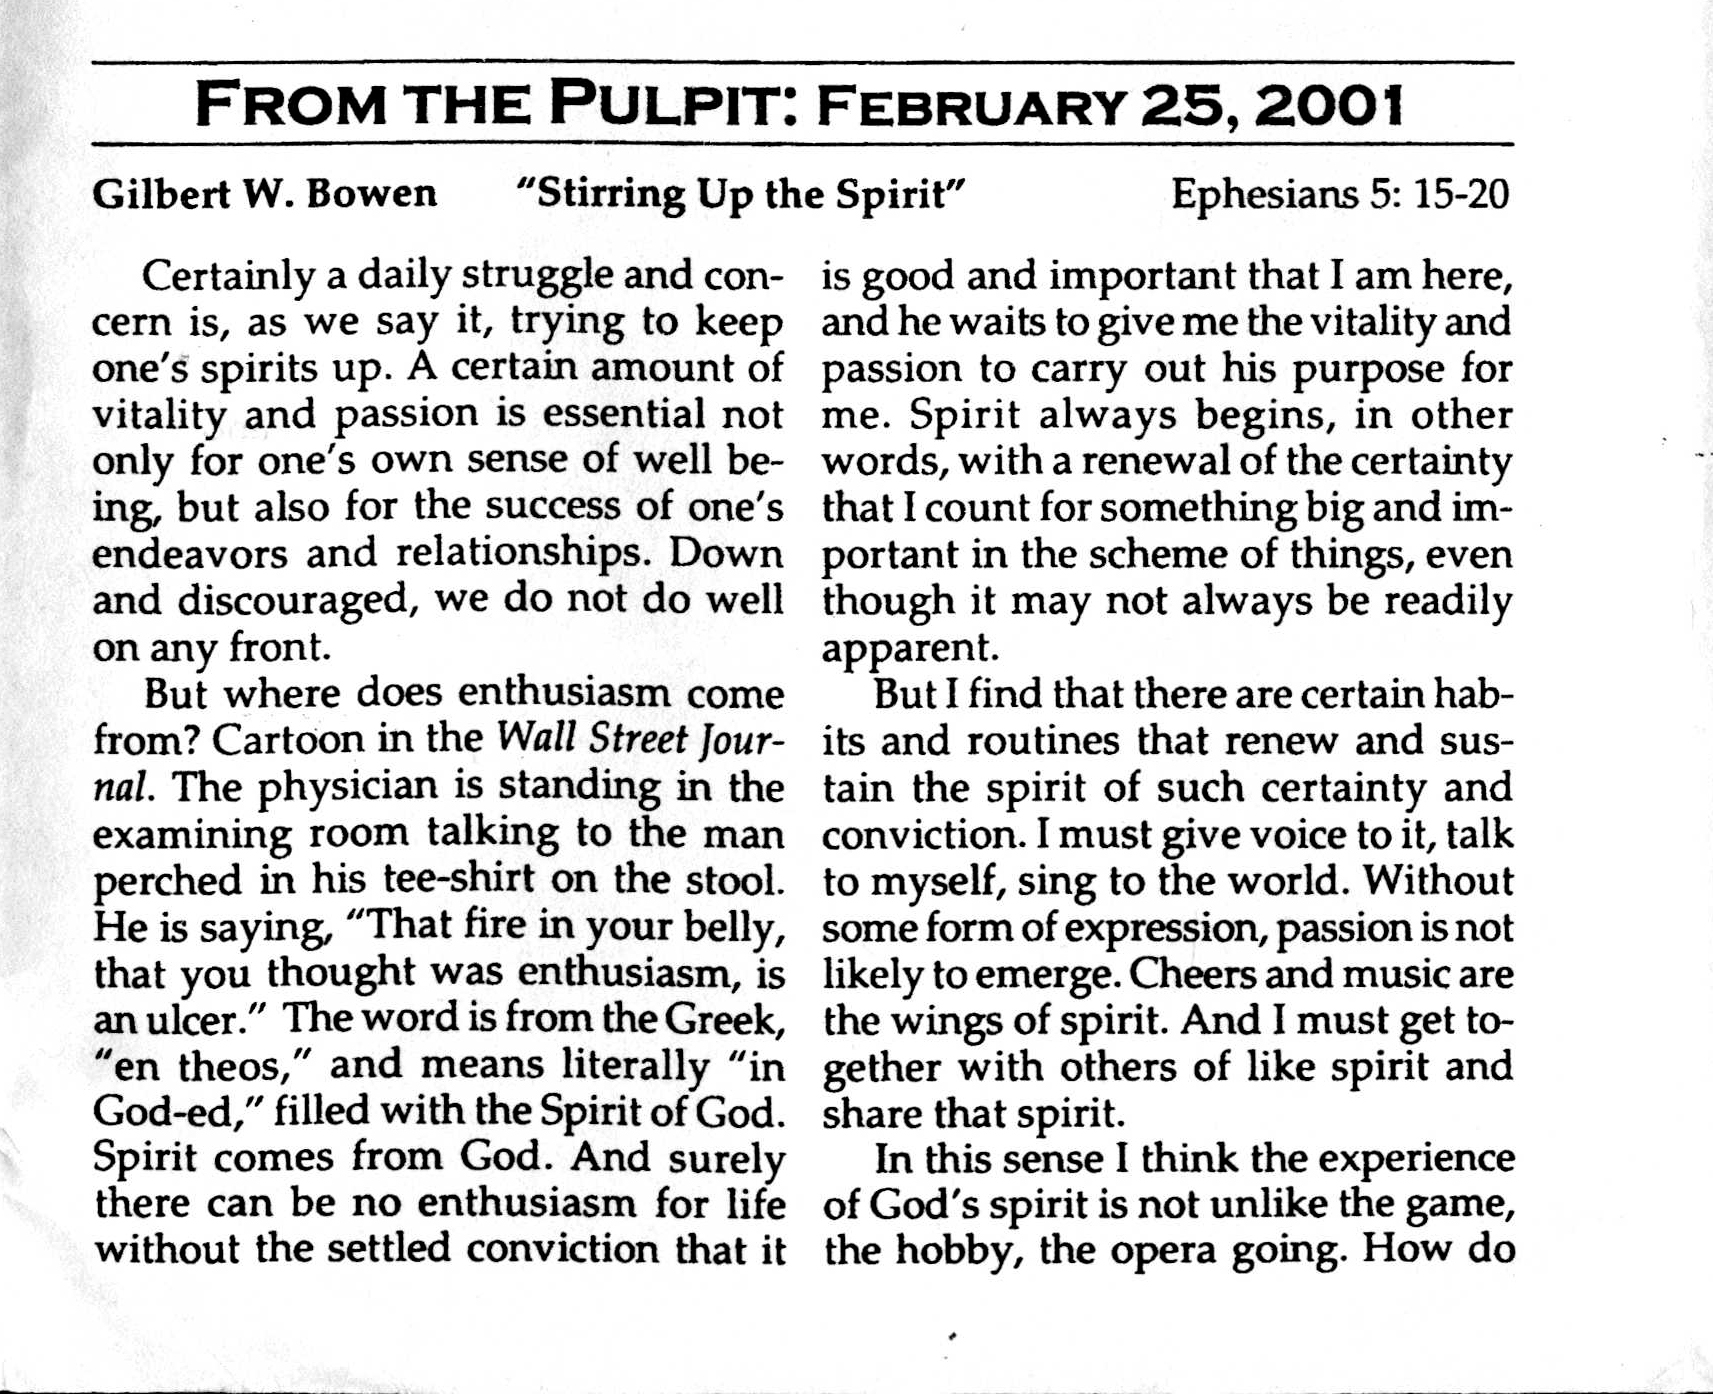 FROM THE PULPIT: FEBRUARY 25, 2001
Gilbert W. Bowen "Stirring Up the Spirit" Ephesians 5: 15-20
Certainly a daily struggle and con-
cern is, as we say it, trying to keep
one's spirits up. A certain amount of
vitality and passion is essential not
only for one's own sense of well be-
ing, but also for the success of one's
endeavors and relationships. Down
and discouraged, we do not do well
on any front.
But where does enthusiasm come
from? Cartoon in the Wall Street Jour-
nal. The physician is standing in the
examining room talking to the man
perched in his tee-shirt on the stool.
He is saying, "That fire in your belly,
that you thought was enthusiasm, is
an ulcer." The word is from the Greek,
"en theos," and means literally "in
God-ed," filled with the Spirit of God.
Spirit comes from God. And surely
there can be no enthusiasm for life
without the settled conviction that it
is good and important that I am here,
and he waits to give me the vitality and
passion to carry out his purpose for
me. Spirit always begins, in other
words, with a renewal of the certainty
that I count for something big and im-
portant in the scheme of things, even
though it may not always be readily
apparent.
But I find that there are certain hab-
its and routines that renew and sus-
tain the spirit of such certainty and
conviction. I must give voice to it, talk
to myself, sing to the world. Without
some form of expression, passion is not
likely to emerge. Cheers and music are
the wings of spirit. And I must get to-
gether with others of like spirit and
share that spirit.
In this sense I think the experience
of God's spirit is not unlike the game,
the hobby, the opera going. How do